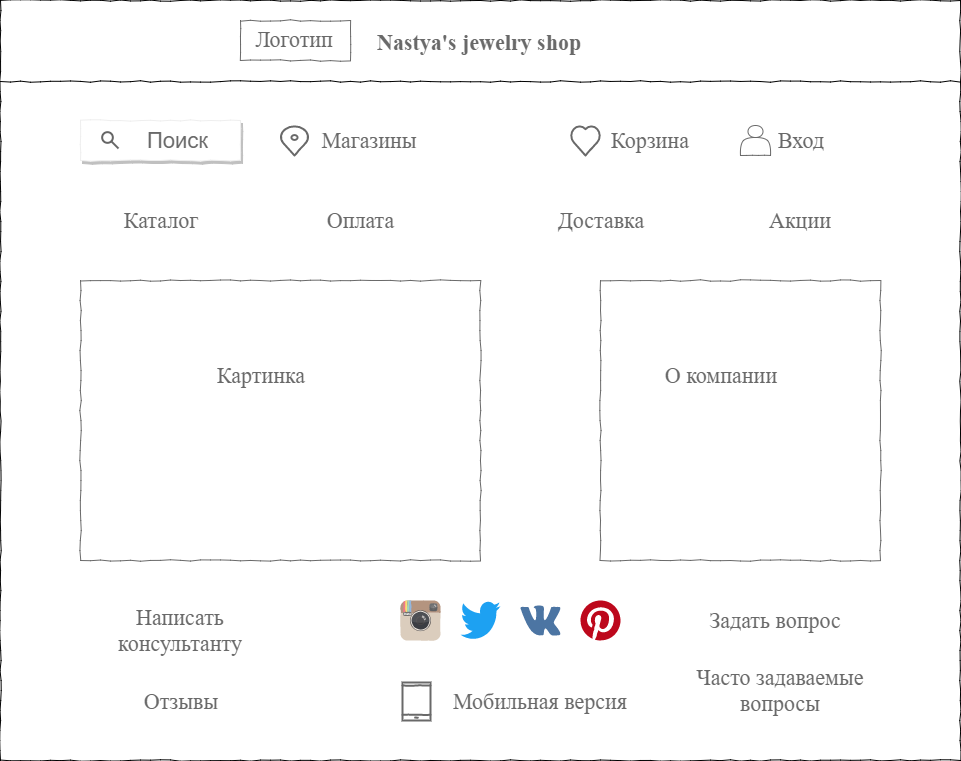 Логотип
Nastya's jewelry shop
Поиск
Магазины
Корзина
Вход
Каталог
Оплата
Доставка
Акции
Картинка
О компании
Написать
консультанту
Задать вопрос
Отзывы
Мобильная версия
Часто задаваемые
вопросы